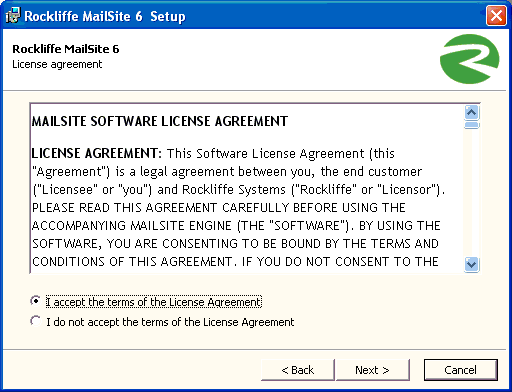 Rockliffe MailSite 6 Setup
Rockliffe MailSite 6
License agreement
MAILSITE SOFTWARE LICENSE AGREEMENT
LICENSE AGREEMENT: This Software License Agreement (this
"Agreement") is a legal agreement between you, the end customer
("Licensee" or "you") and Rockliffe Systems ("Rockliffe" or "Licensor").
PLEASE READ THIS AGREEMENT CAREFULLY BEFORE USING THE
ACCOMPANYING MAILSITE ENGINE (THE "SOFTWARE"). BY USING THE
SOFTWARE, YOU ARE CONSENTING TO BE BOUND BY THE TERMS AND
CONDITIONS OF THIS AGREEMENT. IF YOU DO NOT CONSENT TO THE
I accept the terms of the License Agreement
I do not accept the terms of the License Agreement
< Back Next > Cancel